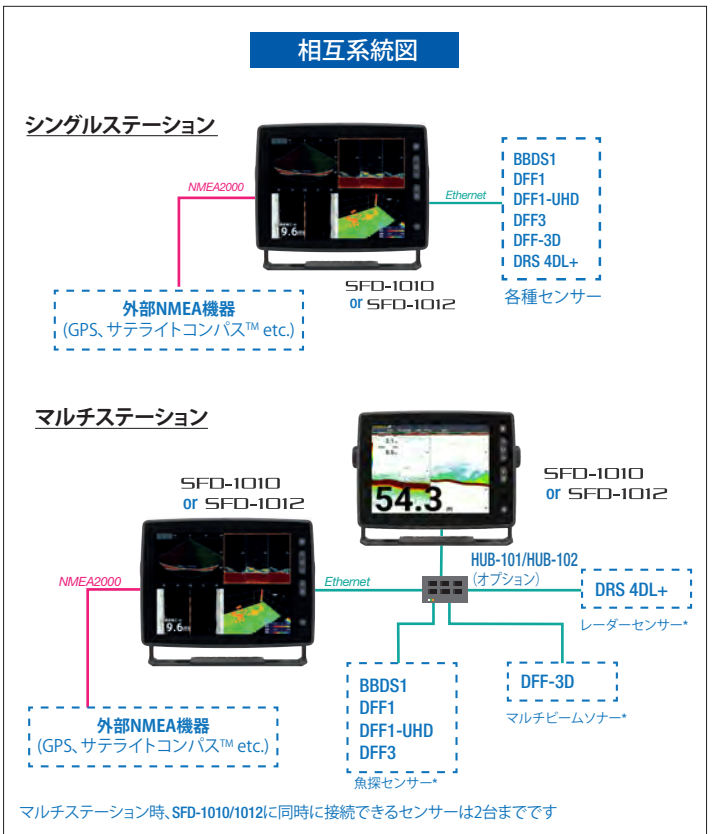 相互系統図
シングルステーション
NMEA2000
Ethernet
19.6m
BBDS1
DFF1
DFF1-UHD
DFF3
DFF-3D
DRS 4DL+
各種センサー
SFD-1010
or SFD-1012
外部NMEA機器
(GPS、サテライトコンパス™ etc.)
マルチステーション
54.3
m
SFD-1010
or SFD-1012
SFD-1010
or SFD-1012
NMEA2000
Ethernet
19.6m
HUB-101/HUB-102
(オプション)
DRS 4DL+
レーダーセンサー*
BBDS1
DFF1
DFF1-UHD
DFF3
魚探センサー*
DFF-3D
マルチビームソナー*
外部NMEA機器
(GPS、サテライトコンパス™ etc.)
マルチステーション時、SFD-1010/1012に同時に接続できるセンサーは2台までです